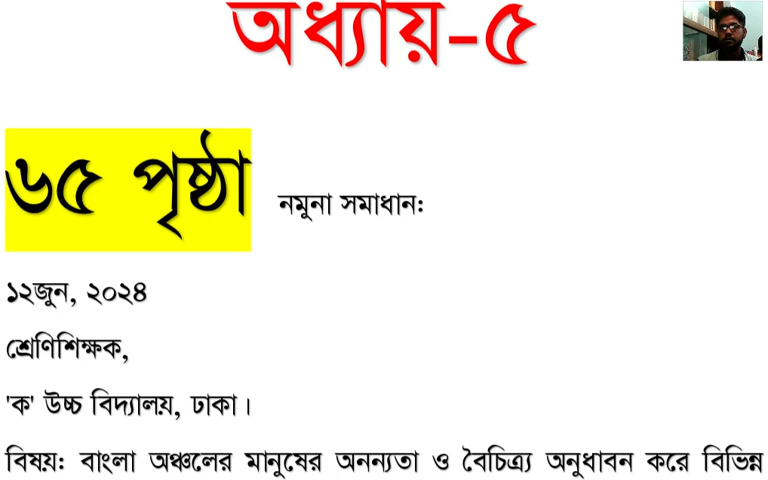 অধ্যায়-৫
৬৫ পৃষ্ঠা নমুনা সমাধান:
১২জুন, ২০২৪
শ্রেণিশিক্ষক,
'ক' উচ্চ বিদ্যালয়, ঢাকা।
বিষয়: বাংলা অঞ্চলের মানুষের অনন্যতা ও বৈচিত্র্য অনুধাবন করে বিভিন্ন